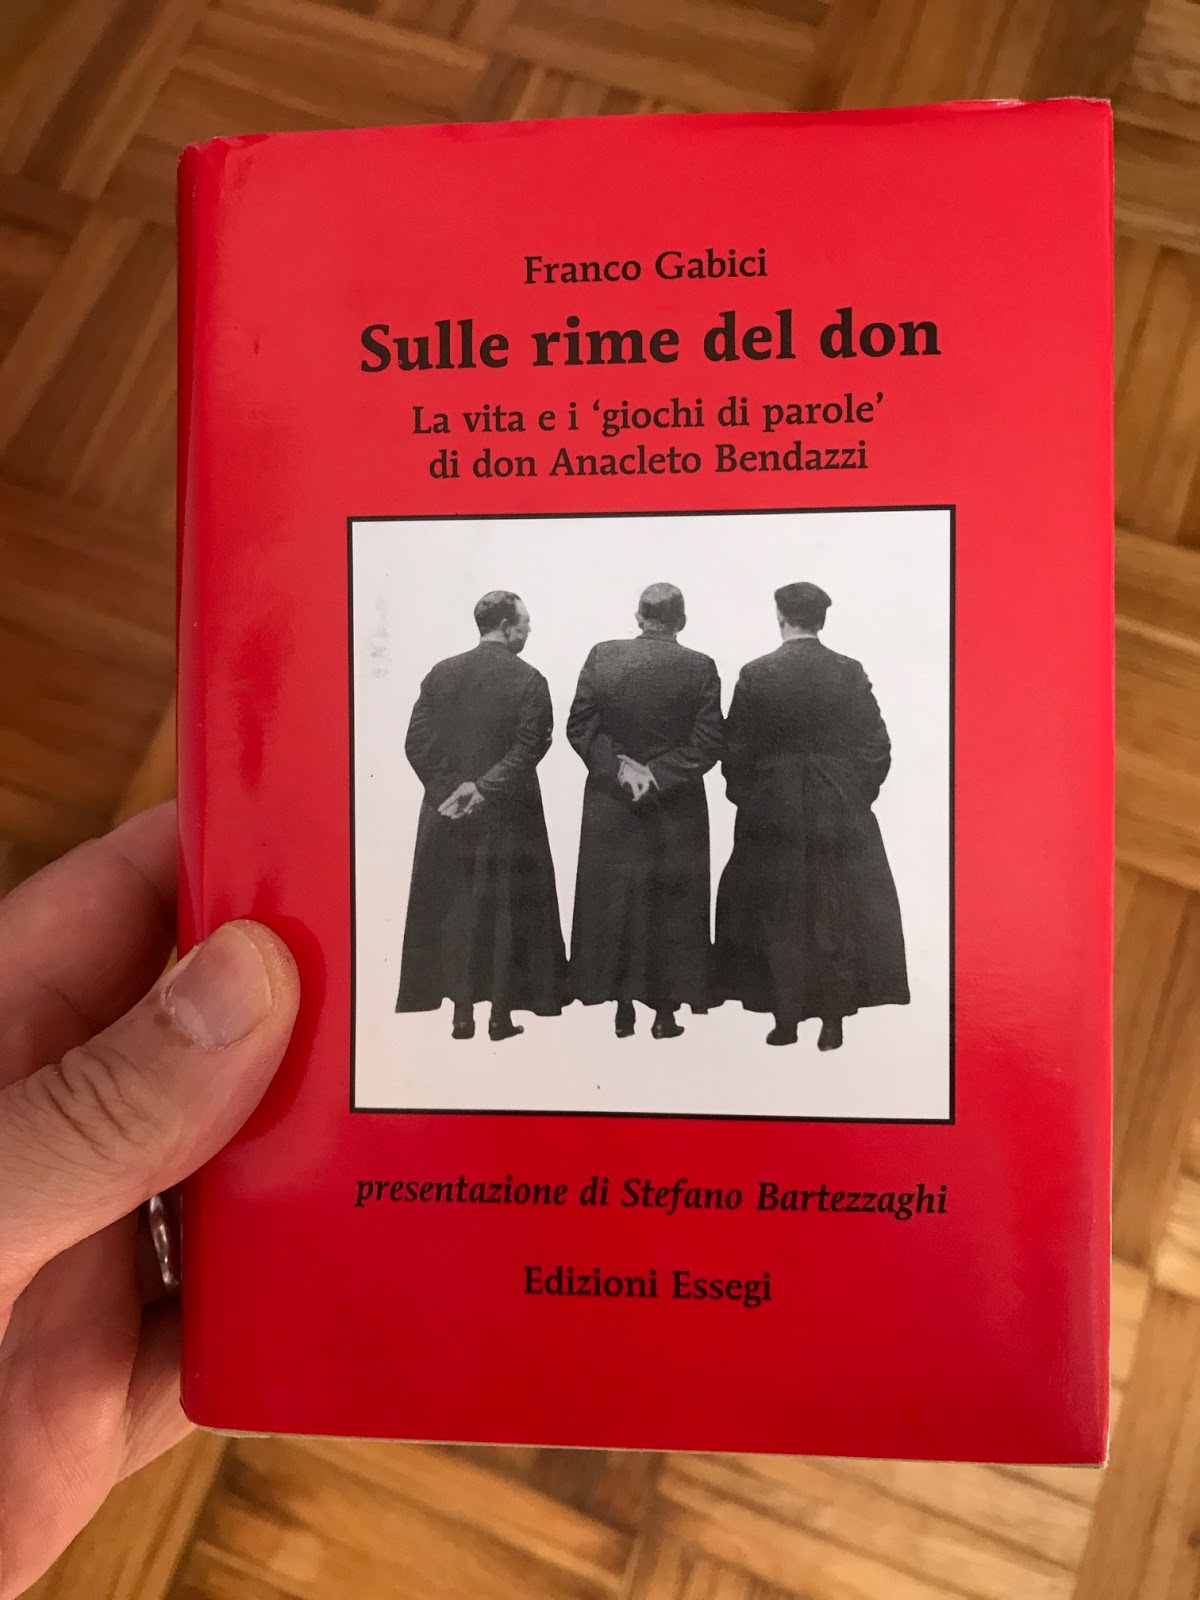 Franco Gabici
Sulle rime del don
La vita e i ‘giochi di parole’
di don Anacleto Bendazzi
presentazione di Stefano Bartezzaghi
Edizioni Essegi